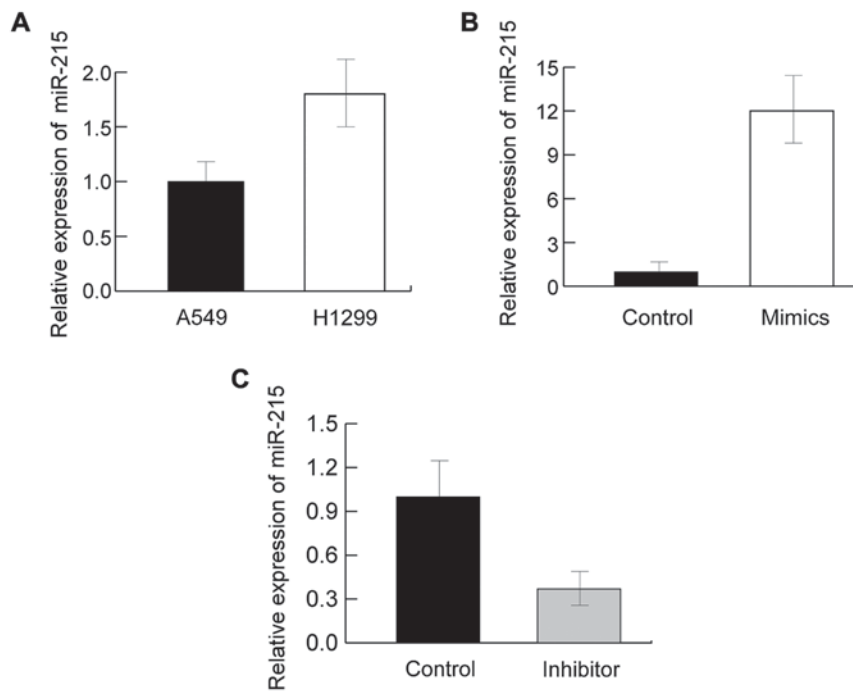 A
Relative expression of miR-215
2.0
1.5
1.0
0.5
0.0
A549
H1299
B
Relative expression of miR-215
15
12
9
6
3
0
Control
Mimics
C
Relative expression of miR-215
1.5
1.2
0.9
0.6
0.3
0.0
Control
Inhibitor